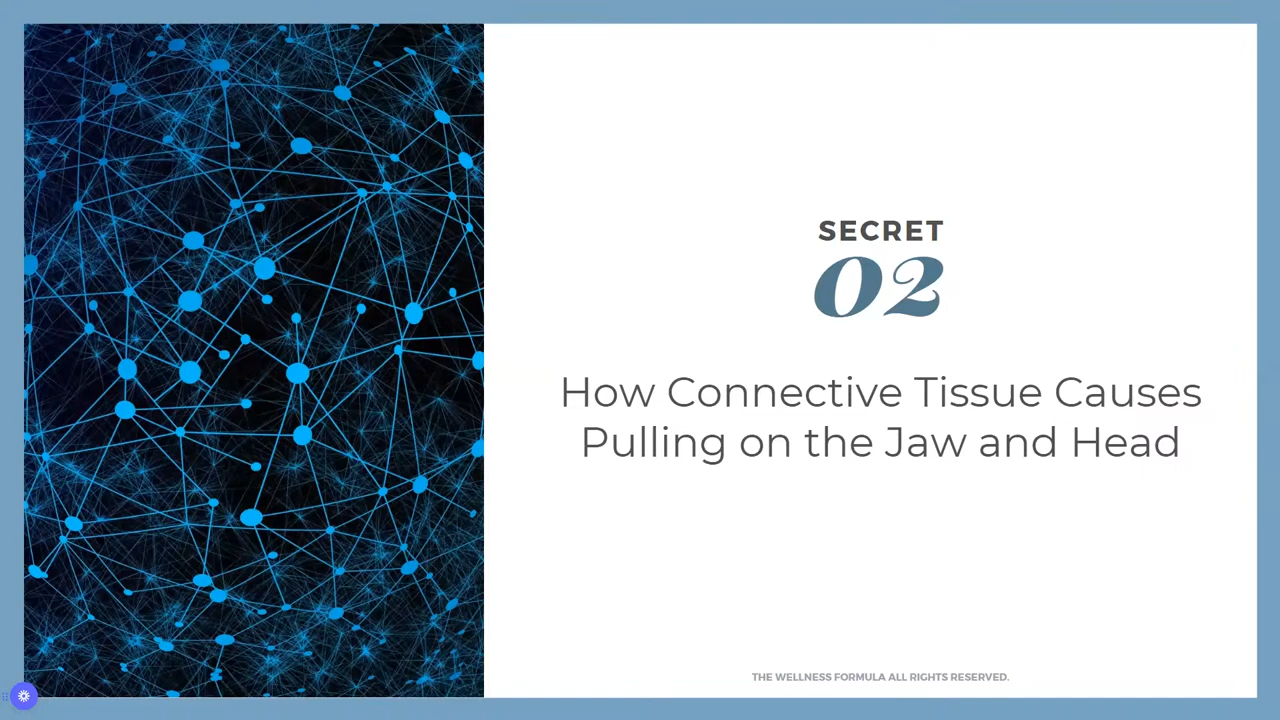 SECRET
02
How Connective Tissue Causes
Pulling on the Jaw and Head
THE WELLNESS FORMULA ALL RIGHTS RESERVED.